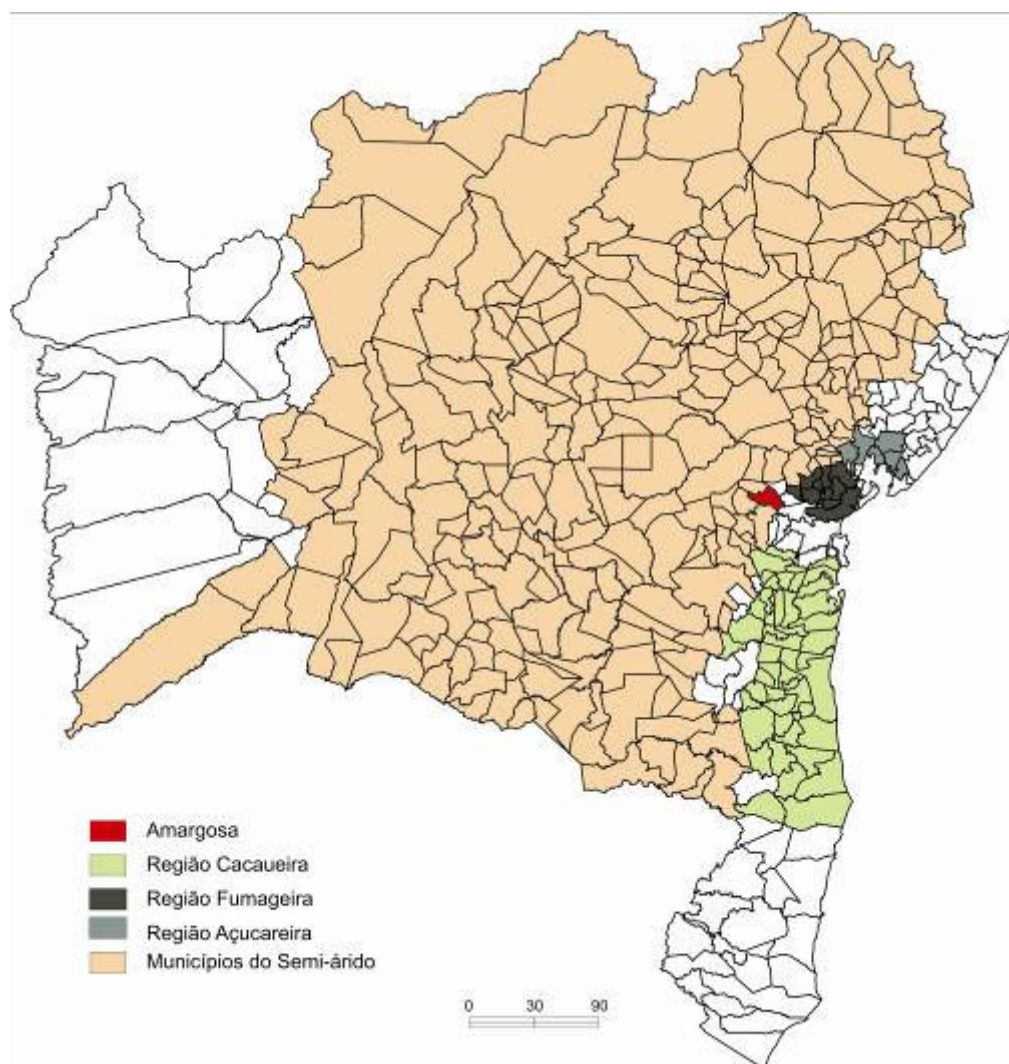 Amargosa
Região Cacaueira
Região Fumageira
Região Açucareira
Municípios do Semi-árido
0 30 90